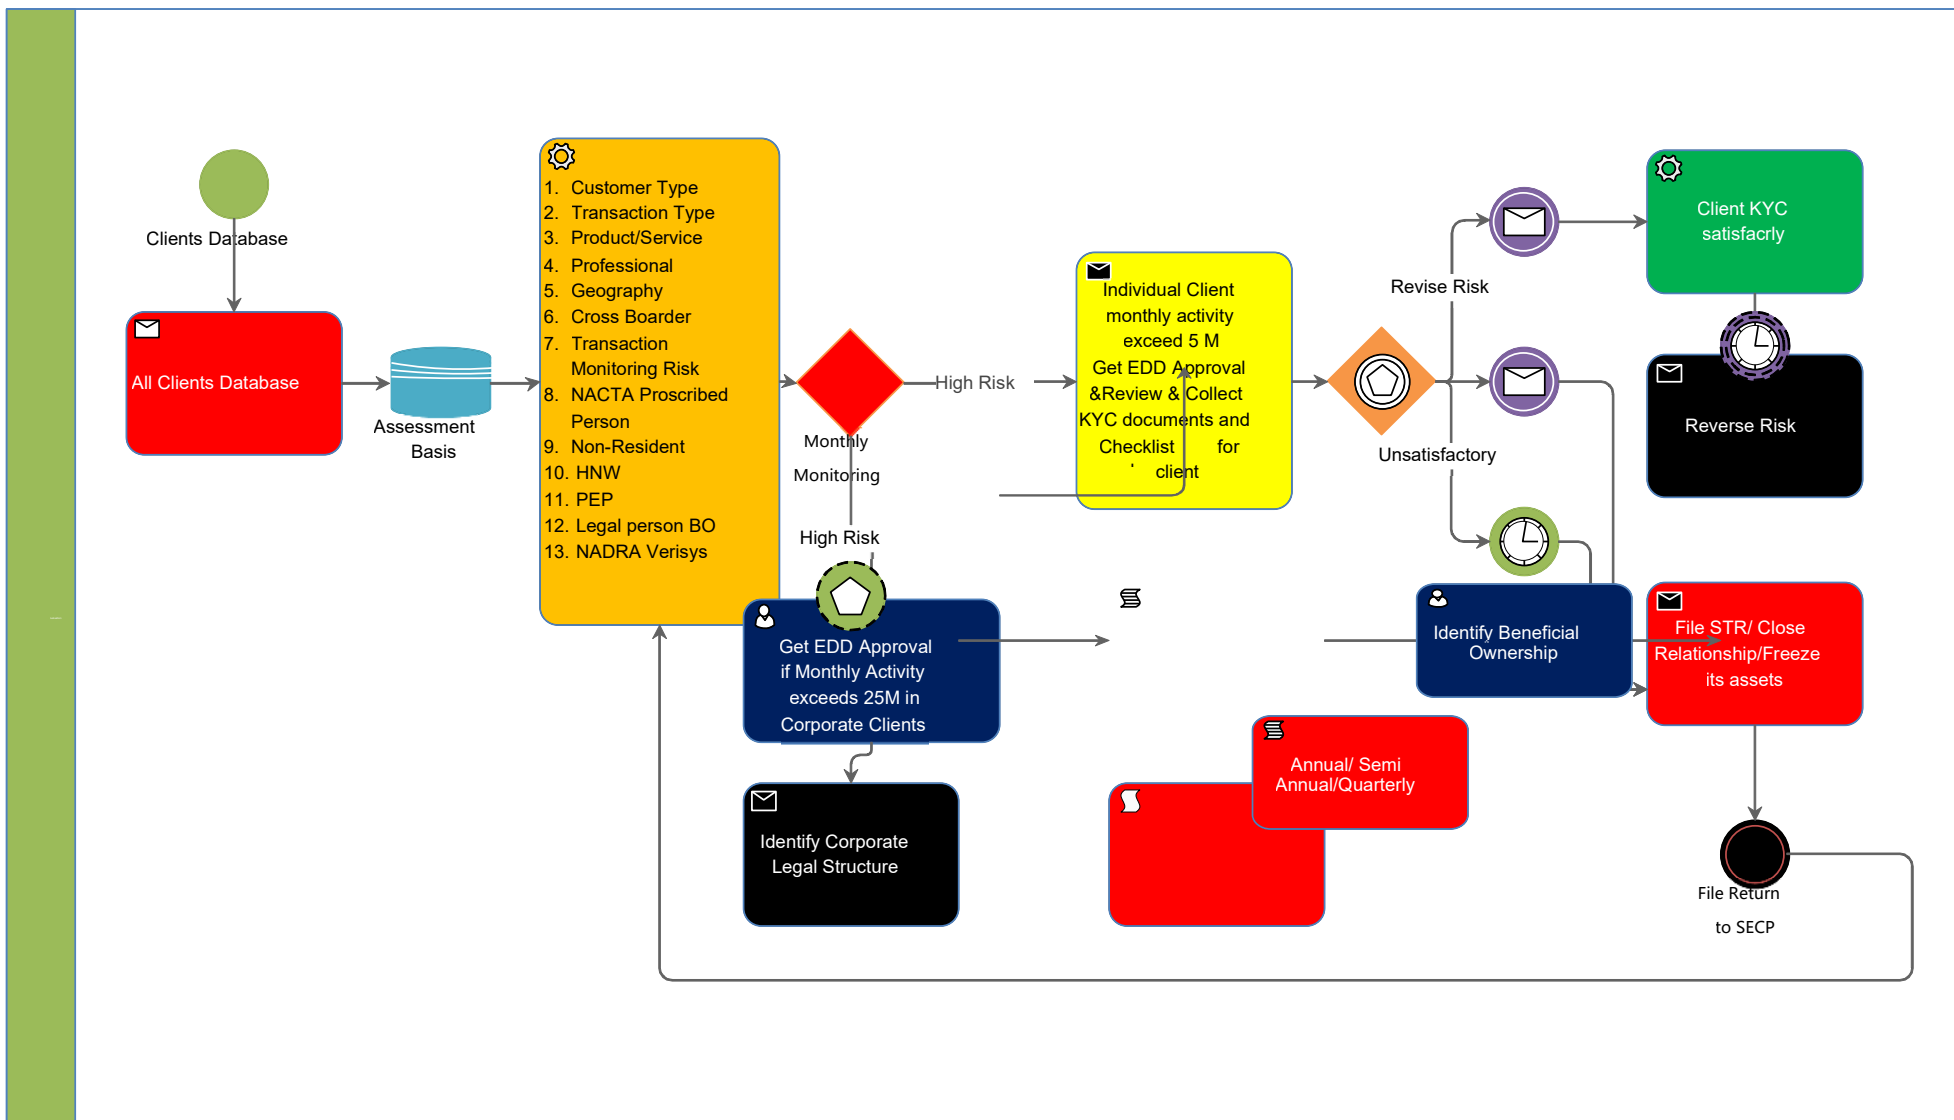 Clients Database
All Clients Database
Assessment
Basis
1. Customer Type
2. Transaction Type
3. Product/Service
4. Professional
5. Geography
6. Cross Boarder
7. Transaction
Monitoring Risk
8. NACTA Proscribed
Person
9. Non-Resident
10. HNW
11. PEP
12. Legal person BO
13. NADRA Verisys
High Risk
Monthly
Monitoring
High Risk
Get EDD Approval
if Monthly Activity
exceeds 25M in
Corporate Clients
Identify Corporate
Legal Structure
Individual Client
monthly activity
exceed 5 M
Get EDD Approval
&Review & Collect
KYC documents and
Checklist for
client
Revise Risk
Unsatisfactory
Client KYC
satisfacrly
Reverse Risk
Identify Beneficial
Ownership
File STR/ Close
Relationship/Freeze
its assets
Annual/ Semi
Annual/Quarterly
File Return
to SECP